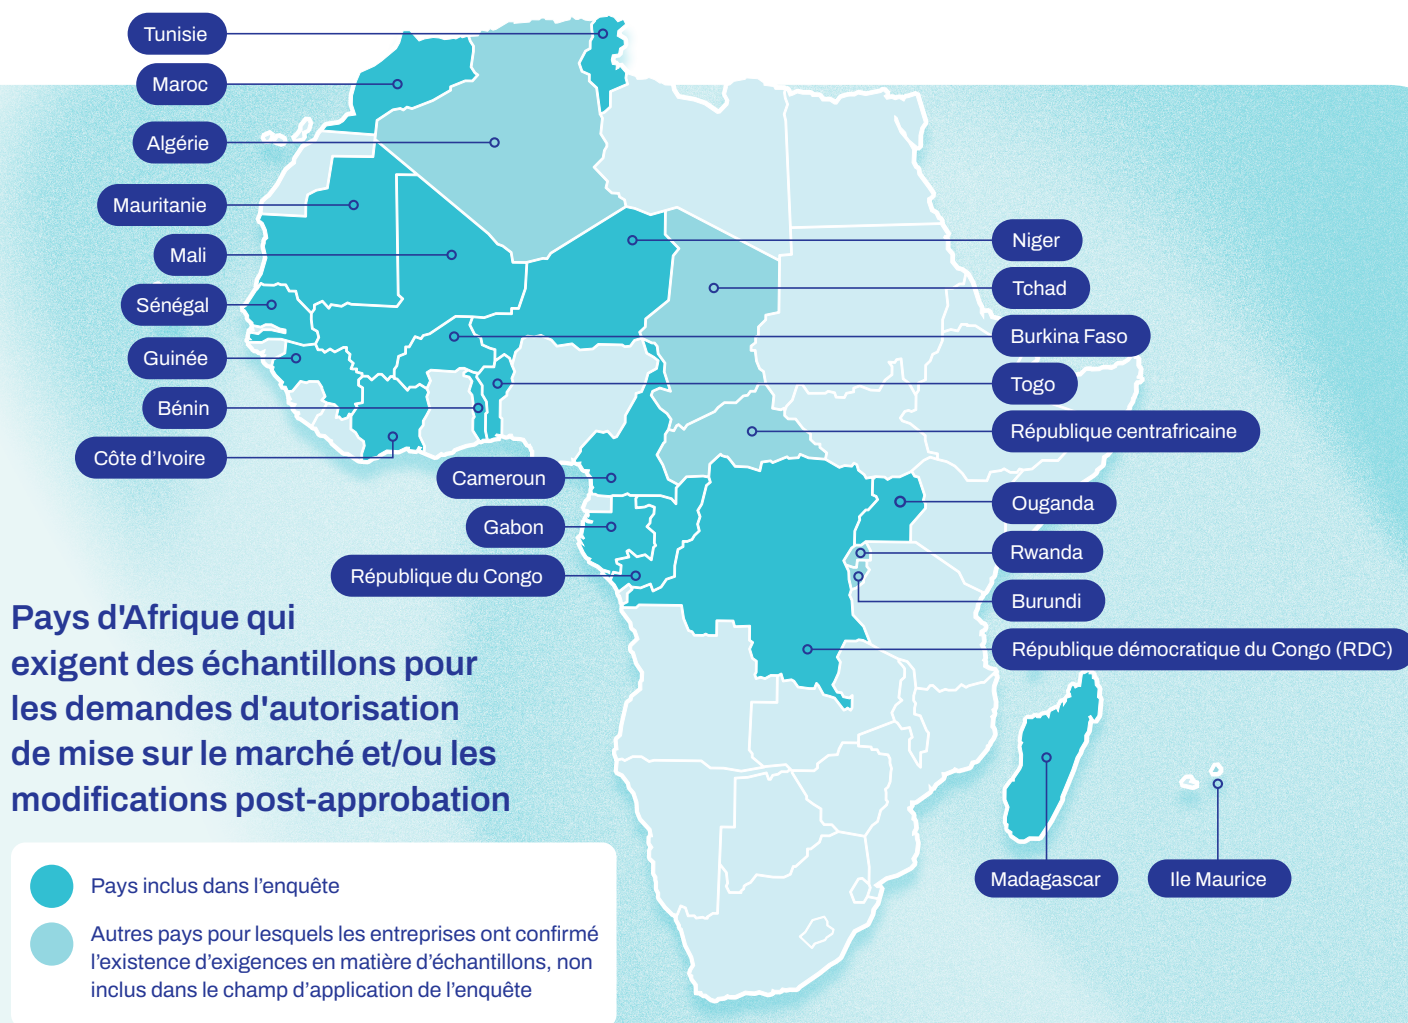 Tunisie
Maroc
Algérie
Mauritanie
Mali
Sénégal
Guinée
Bénin
Côte d’Ivoire
Niger
Tchad
Burkina Faso
Togo
République centrafricaine
Cameroun
Gabon
République du Congo
Ouganda
Rwanda
Burundi
République démocratique du Congo (RDC)
Madagascar
Ile Maurice
Pays d'Afrique qui
exigent des échantillons pour
les demandes d'autorisation
de mise sur le marché et/ou les
modifications post-approbation
Pays inclus dans l’enquête
Autres pays pour lesquels les entreprises ont confirmé
l’existence d’exigences en matière d’échantillons, non
inclus dans le champ d’application de l’enquête